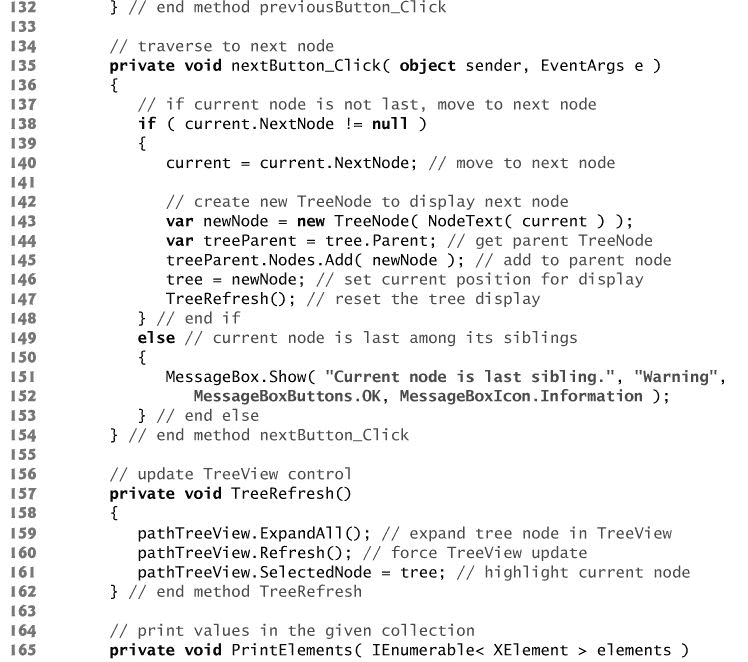 132 } // end method previousButton_Click
133
134 // traverse to next node
135 private void nextButton_Click( object sender, EventArgs e )
136 {
137 // if current node is not last, move to next node
138 if ( current.NextNode != null )
139 {
140 current = current.NextNode; // move to next node
141
142 // create new TreeNode to display next node
143 var newNode = new TreeNode( NodeText( current ) );
144 var treeParent = tree.Parent; // get parent TreeNode
145 treeParent.Nodes.Add( newNode ); // add to parent node
146 tree = newNode; // set current position for display
147 TreeRefresh(); // reset the tree display
148 } // end if
149 else // current node is last among its siblings
150 {
151 MessageBox.Show( "Current node is last sibling.", "Warning",
152 MessageBoxButtons.OK, MessageBoxIcon.Information );
153 } // end else
154 } // end method nextButton_Click
155
156 // update TreeView control
157 private void TreeRefresh()
158 {
159 pathTreeView.ExpandAll(); // expand tree node in TreeView
160 pathTreeView.Refresh(); // force TreeView update
161 pathTreeView.SelectedNode = tree; // highlight current node
162 } // end method TreeRefresh
163
164 // print values in the given collection
165 private void PrintElements( IEnumerable< XElement > elements )